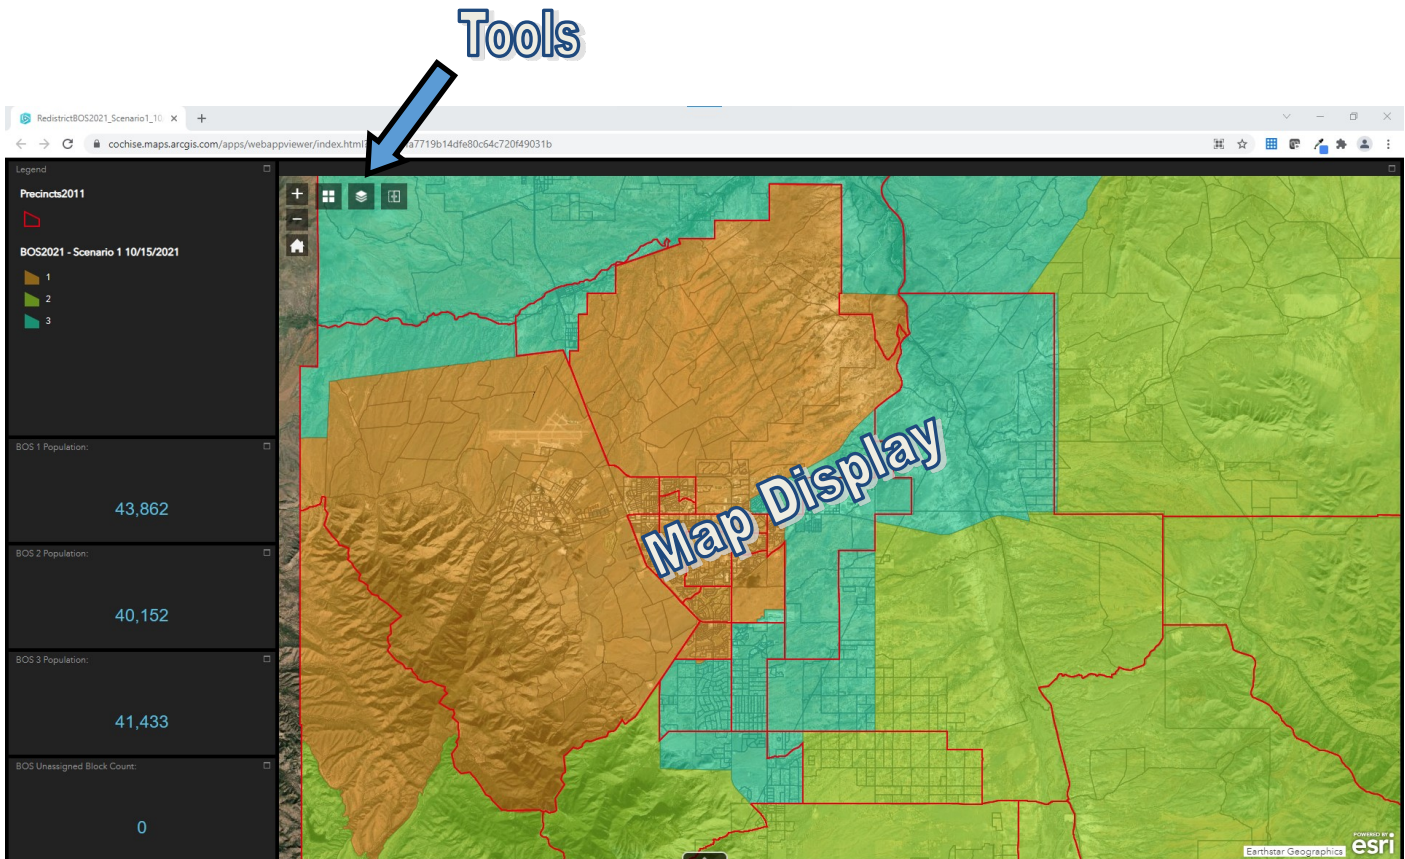 Tools
RedistrictBOS2021_Scenario1_10
cochise.maps.arcgis.com/apps/webappviewer/index.html
a7719b14dfe80c64c720f49031b
Legend
Precincts2011
BOS2021 - Scenario 1 10/15/2021
1
2
3
BOS 1 Population:
43,862
BOS 2 Population:
40,152
BOS 3 Population:
41,433
BOS Unassigned Block Count:
0
Map Display
POWERED BY
esri
Earthstar Geographics